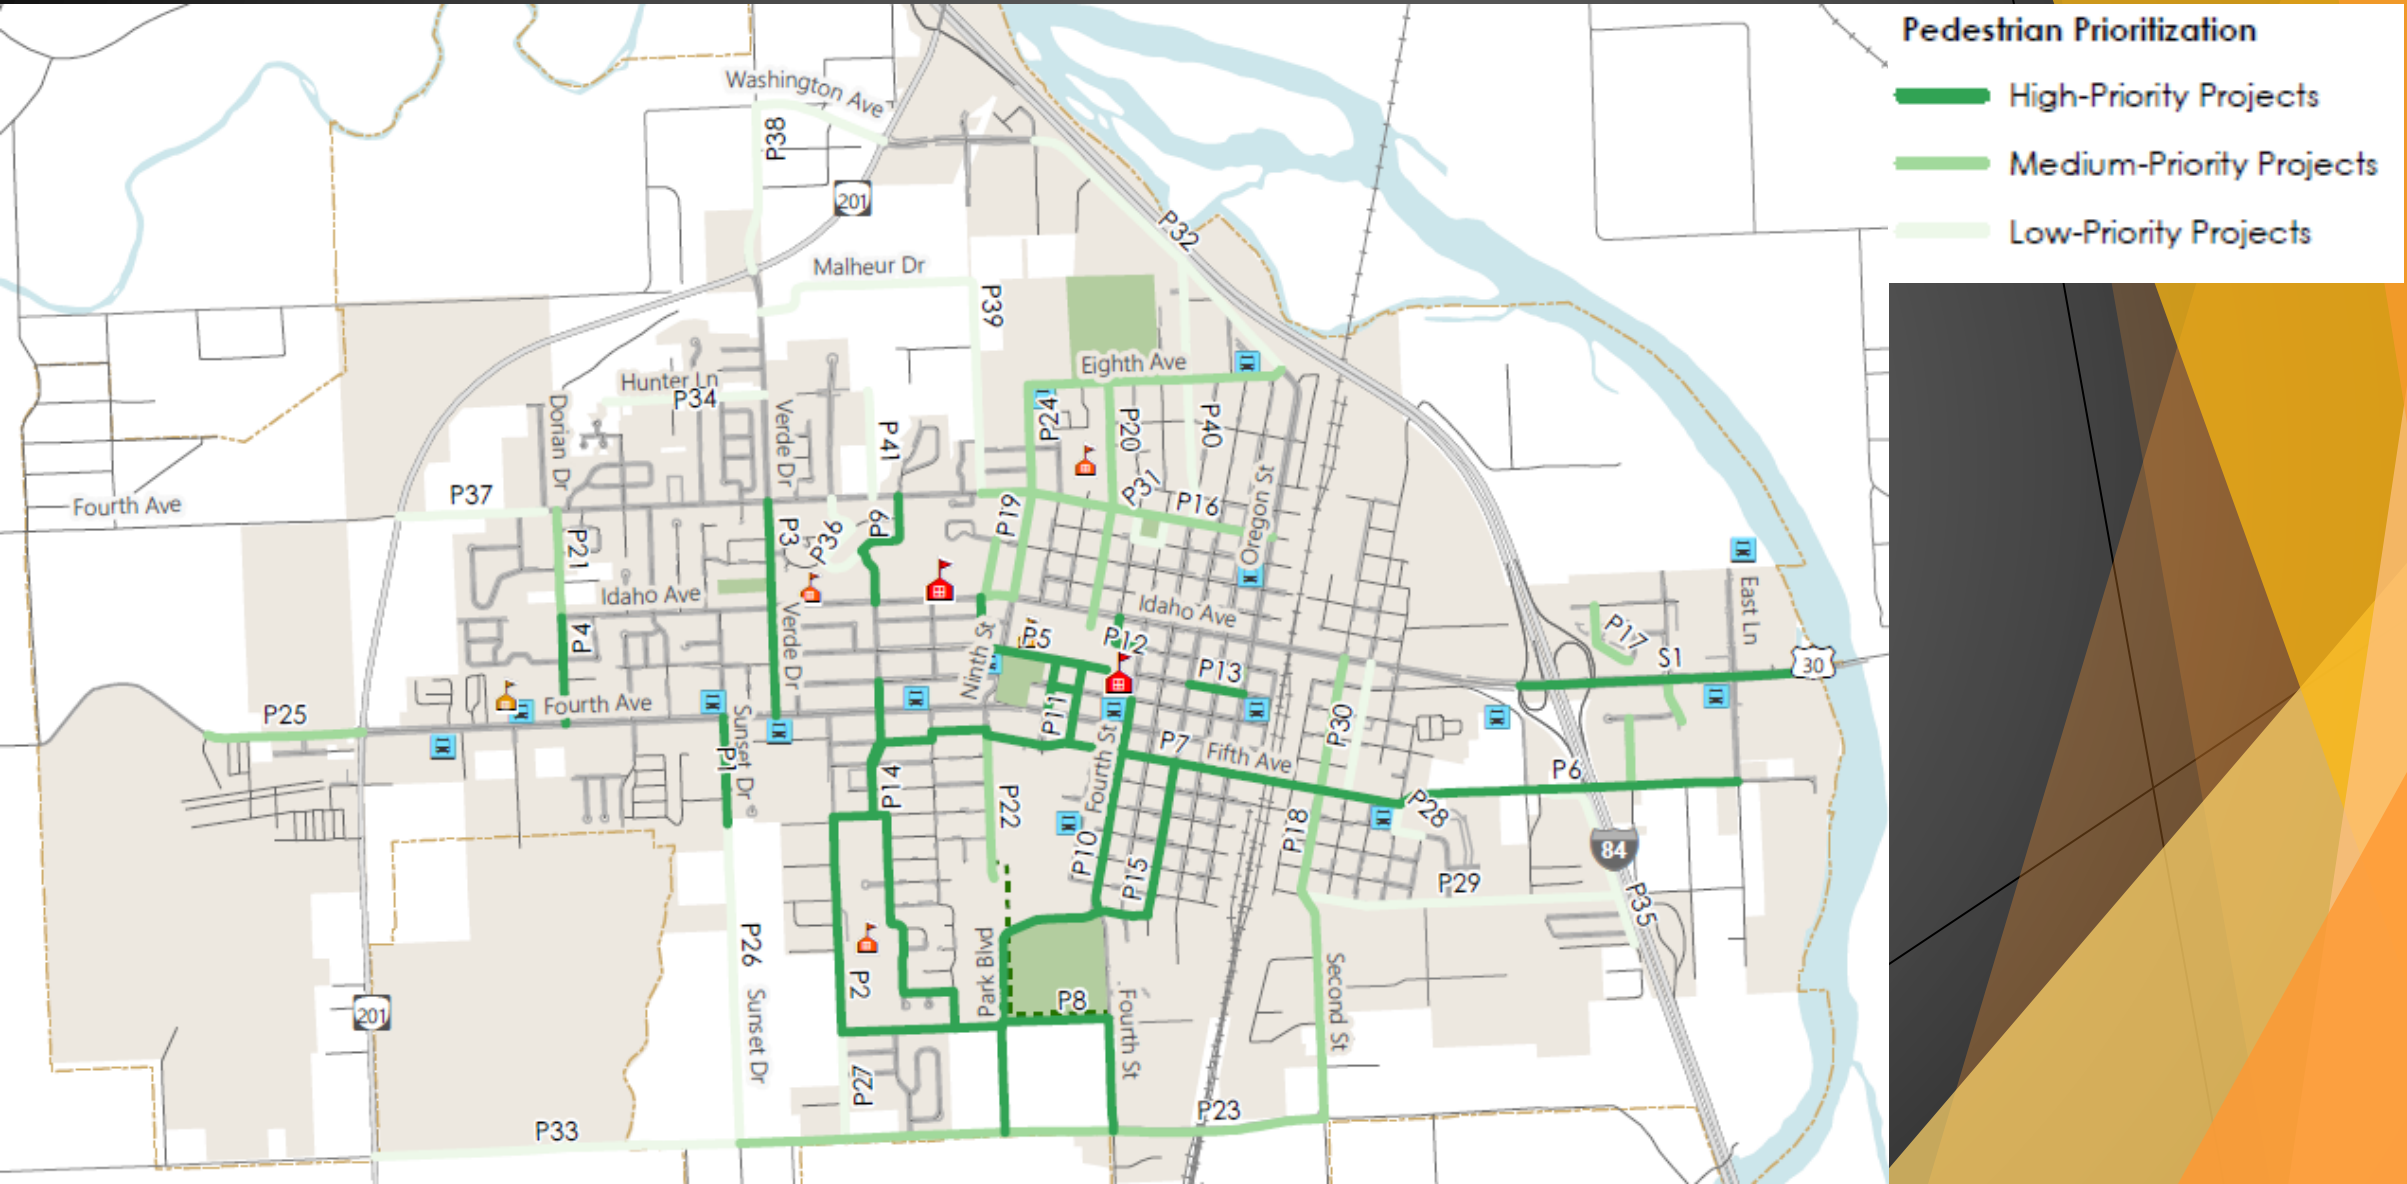 Pedestrian Prioritization
High-Priority Projects
Medium-Priority Projects
Low-Priority Projects
Washington Ave
P38
201
P32
Malheur Dr
P39
Eighth Ave
Hunter Ln
P34
Dorian Dr
Verde Dr
P41
P24
P20
P40
P37
Fourth Ave
P31
P16
P19
Oregon St
P3
P36
P9
P21
Idaho Ave
Idaho Ave
East Ln
P4
Verde Dr
Ninth St
P5
P12
P13
P17
S1
30
Fourth Ave
P25
Sunset Dr
P1
P11
Fourth St
P7
Fifth Ave
P30
P6
P14
P22
P28
P18
84
P10
P15
P29
P35
P26
P2
Park Blvd
P8
Second St
201
Sunset Dr
Fourth St
P27
P23
P33